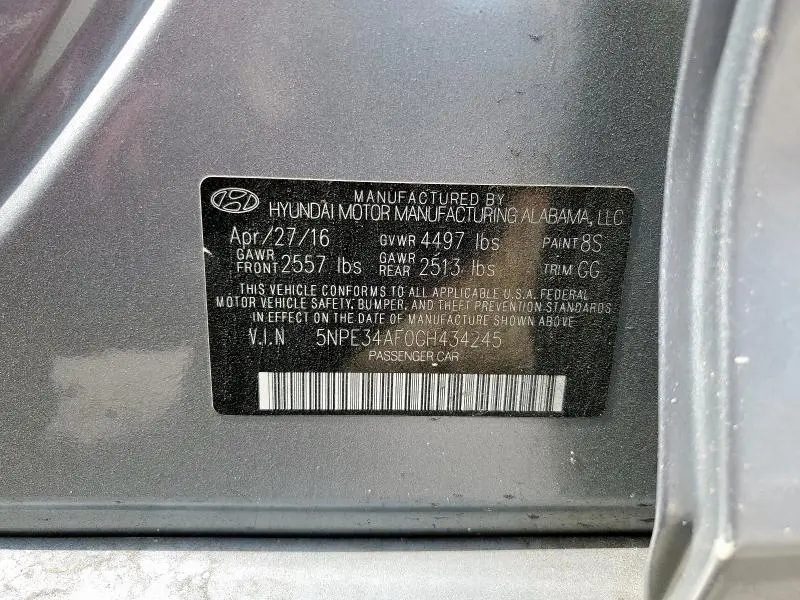 MANUFACTURED BY
HYUNDAI MOTOR MANUFACTURING ALABAMA, LLC
Apr/27/16 GVWR 4497 lbs PAINT 8S
GAWR FRONT 2557 lbs GAWR REAR 2513 lbs TRIM GG
THIS VEHICLE CONFORMS TO ALL APPLICABLE U.S.A. FEDERAL
MOTOR VEHICLE SAFETY, BUMPER, AND THEFT PREVENTION STANDARDS
IN EFFECT ON THE DATE OF MANUFACTURE SHOWN ABOVE
V.I.N 5NPE34AF0GH434245
PASSENGER CAR